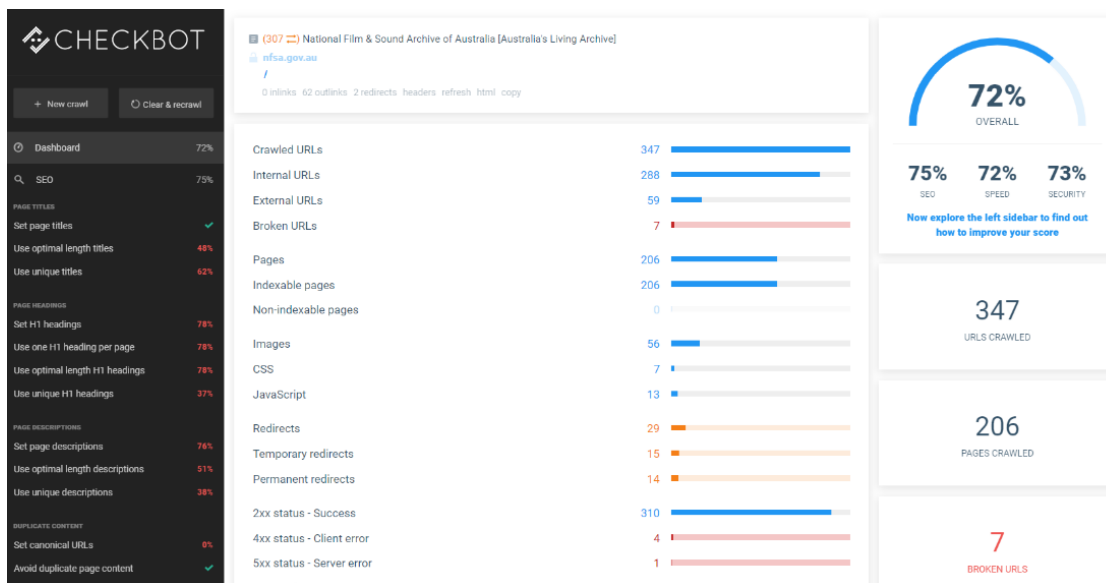 CHECKBOT
+ New crawl
Clear & recrawl
Dashboard 72%
SEO 75%
PAGE TITLES
Set page titles
Use optimal length titles 48%
Use unique titles 62%
PAGE HEADINGS
Set H1 headings 78%
Use one H1 heading per page 78%
Use optimal length H1 headings 78%
Use unique H1 headings 37%
PAGE DESCRIPTIONS
Set page descriptions 76%
Use optimal length descriptions 51%
Use unique descriptions 38%
DUPLICATE CONTENT
Set canonical URLs 0%
Avoid duplicate page content
(307 ⇄) National Film & Sound Archive of Australia [Australia's Living Archive]
nfsa.gov.au
/
0 inlinks 62 outlinks 2 redirects headers refresh html copy
Crawled URLs 347
Internal URLs 288
External URLs 59
Broken URLs 7
Pages 206
Indexable pages 206
Non-indexable pages 0
Images 56
CSS 7
JavaScript 13
Redirects 29
Temporary redirects 15
Permanent redirects 14
2xx status - Success 310
4xx status - Client error 4
5xx status - Server error 1
72%
OVERALL
75% 72% 73%
SEO SPEED SECURITY
Now explore the left sidebar to find out
how to improve your score
347
URLS CRAWLED
206
PAGES CRAWLED
7
BROKEN URLS